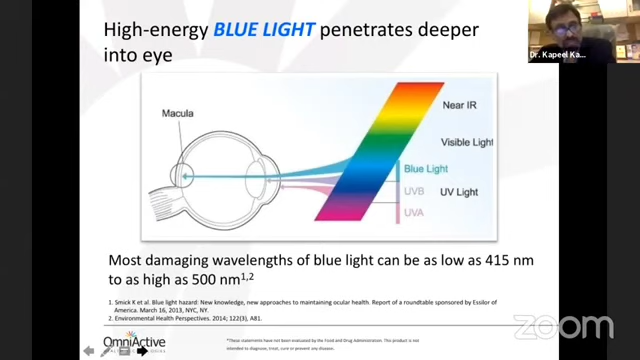 High-energy BLUE LIGHT penetrates deeper
into eye
Dr. Kapeel Ka...
Macula
Near IR
Visible Light
Blue Light
UVB
UV Light
UVA
Most damaging wavelengths of blue light can be as low as 415 nm
to as high as 500 nm1,2
1. Smick K et al. Blue light hazard: New knowledge, new approaches to maintaining ocular health. Report of a roundtable sponsored by Essilor of
America. March 16, 2013, NYC, NY.
2. Environmental Health Perspectives. 2014; 122(3), A81.
OmniActive
"These statements have not been evaluated by the Food and Drug Administration. This product is not
intended to diagnose, treat, cure or prevent any disease.
zoom